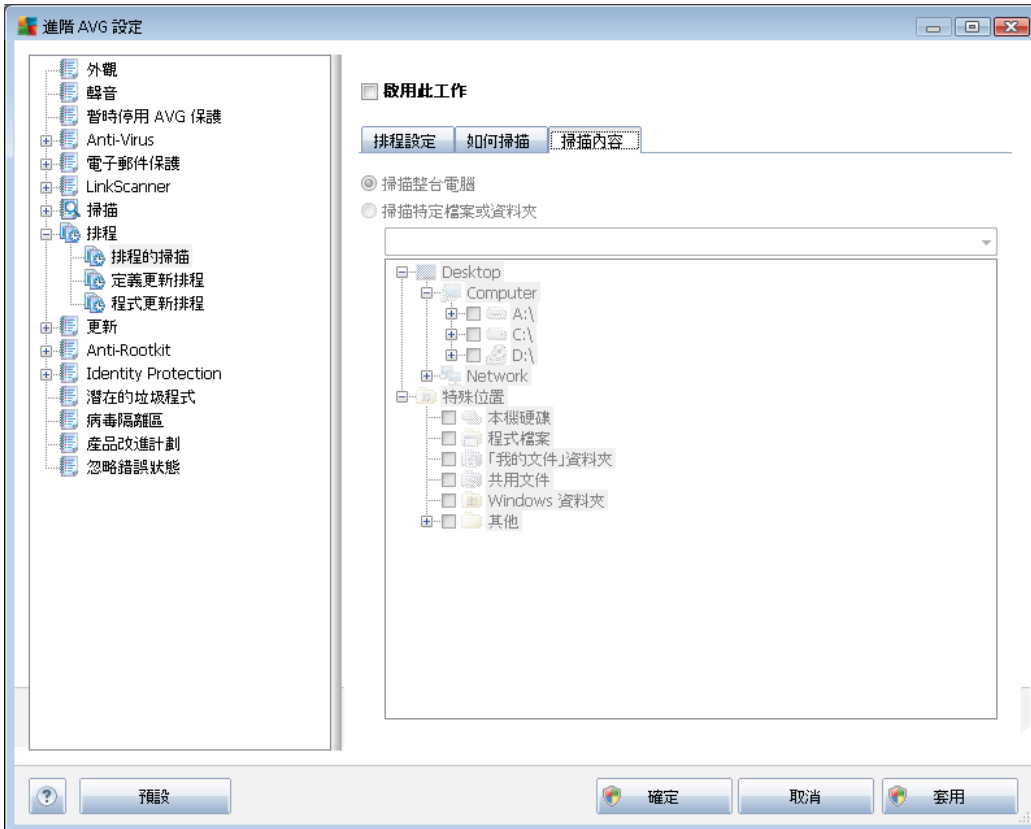 進階 AVG 設定
外觀
聲音
暫時停用 AVG 保護
Anti-Virus
電子郵件保護
LinkScanner
掃描
排程
排程的掃描
定義更新排程
程式更新排程
更新
Anti-Rootkit
Identity Protection
潛在的垃圾程式
病毒隔離區
產品改進計劃
忽略錯誤狀態
啟用此工作
排程設定 如何掃描 掃描內容
掃描整台電腦
掃描特定檔案或資料夾
Desktop
Computer
A:\
C:\
D:\
Network
特殊位置
本機硬碟
程式檔案
「我的文件」資料夾
共用文件
Windows 資料夾
其他
? 預設 確定 取消 套用